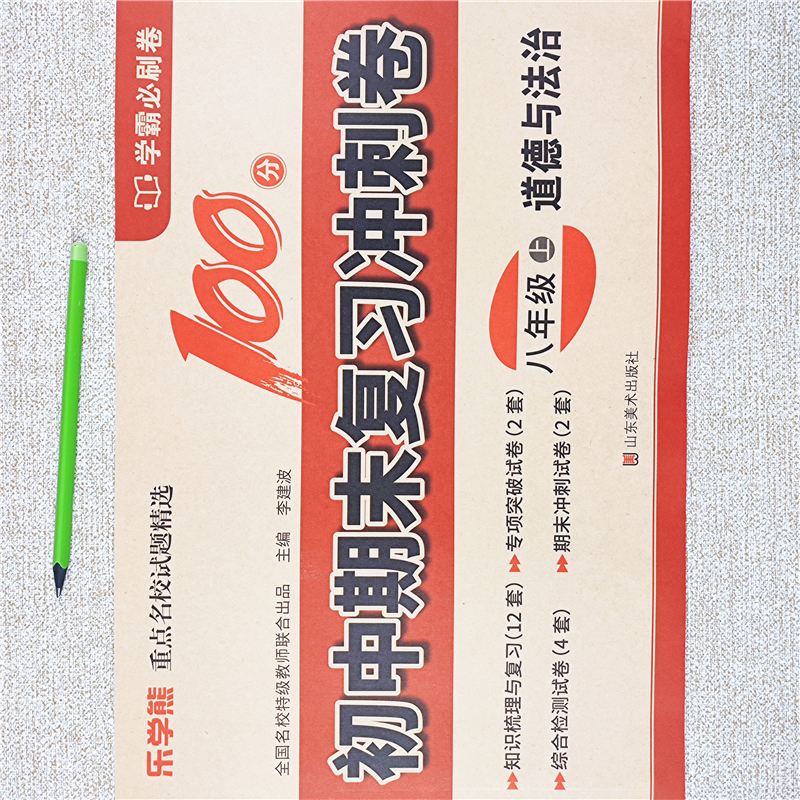 乐学熊 重点名校试题精选
学霸必刷卷
100分
全国名校特级教师联合出品 主编 李建波
初中期末复习冲刺卷
八年级 上 道德与法治
知识梳理与复习(12套) 专项突破试卷(2套)
综合检测试卷(4套) 期末冲刺试卷(2套)
山东美术出版社